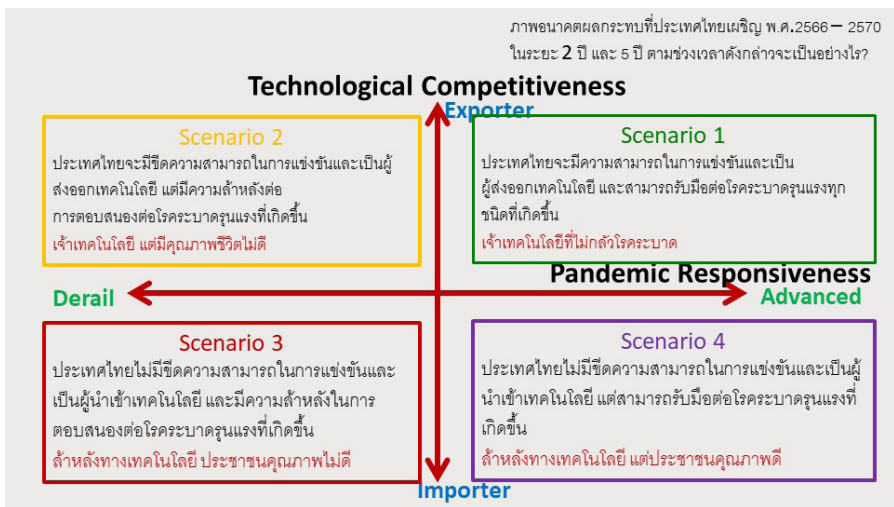 ภาพอนาคตผลกระทบที่ประเทศไทยเผชิญ พ.ศ.2566 – 2570
ในระยะ 2 ปี และ 5 ปี ตามช่วงเวลาดังกล่าวจะเป็นอย่างไร?
Technological Competitiveness
Exporter
Scenario 2
ประเทศไทยจะมีขีดความสามารถในการแข่งขันและเป็นผู้
ส่งออกเทคโนโลยี แต่มีความล้าหลังต่อ
การตอบสนองต่อโรคระบาดรุนแรงที่เกิดขึ้น
เจ้าเทคโนโลยี แต่มีคุณภาพชีวิตไม่ดี
Scenario 1
ประเทศไทยจะมีความสามารถในการแข่งขันและเป็น
ผู้ส่งออกเทคโนโลยี และสามารถรับมือต่อโรคระบาดรุนแรงทุก
ชนิดที่เกิดขึ้น
เจ้าเทคโนโลยีที่ไม่กลัวโรคระบาด
Pandemic Responsiveness
Derail
Advanced
Scenario 3
ประเทศไทยไม่มีขีดความสามารถในการแข่งขันและ
เป็นผู้นำเข้าเทคโนโลยี และมีความล้าหลังในการ
ตอบสนองต่อโรคระบาดรุนแรงที่เกิดขึ้น
ล้าหลังทางเทคโนโลยี ประชาชนคุณภาพไม่ดี
Scenario 4
ประเทศไทยไม่มีขีดความสามารถในการแข่งขันและเป็นผู้
นำเข้าเทคโนโลยี แต่สามารถรับมือต่อโรคระบาดรุนแรงที่
เกิดขึ้น
ล้าหลังทางเทคโนโลยี แต่ประชาชนคุณภาพดี
Importer